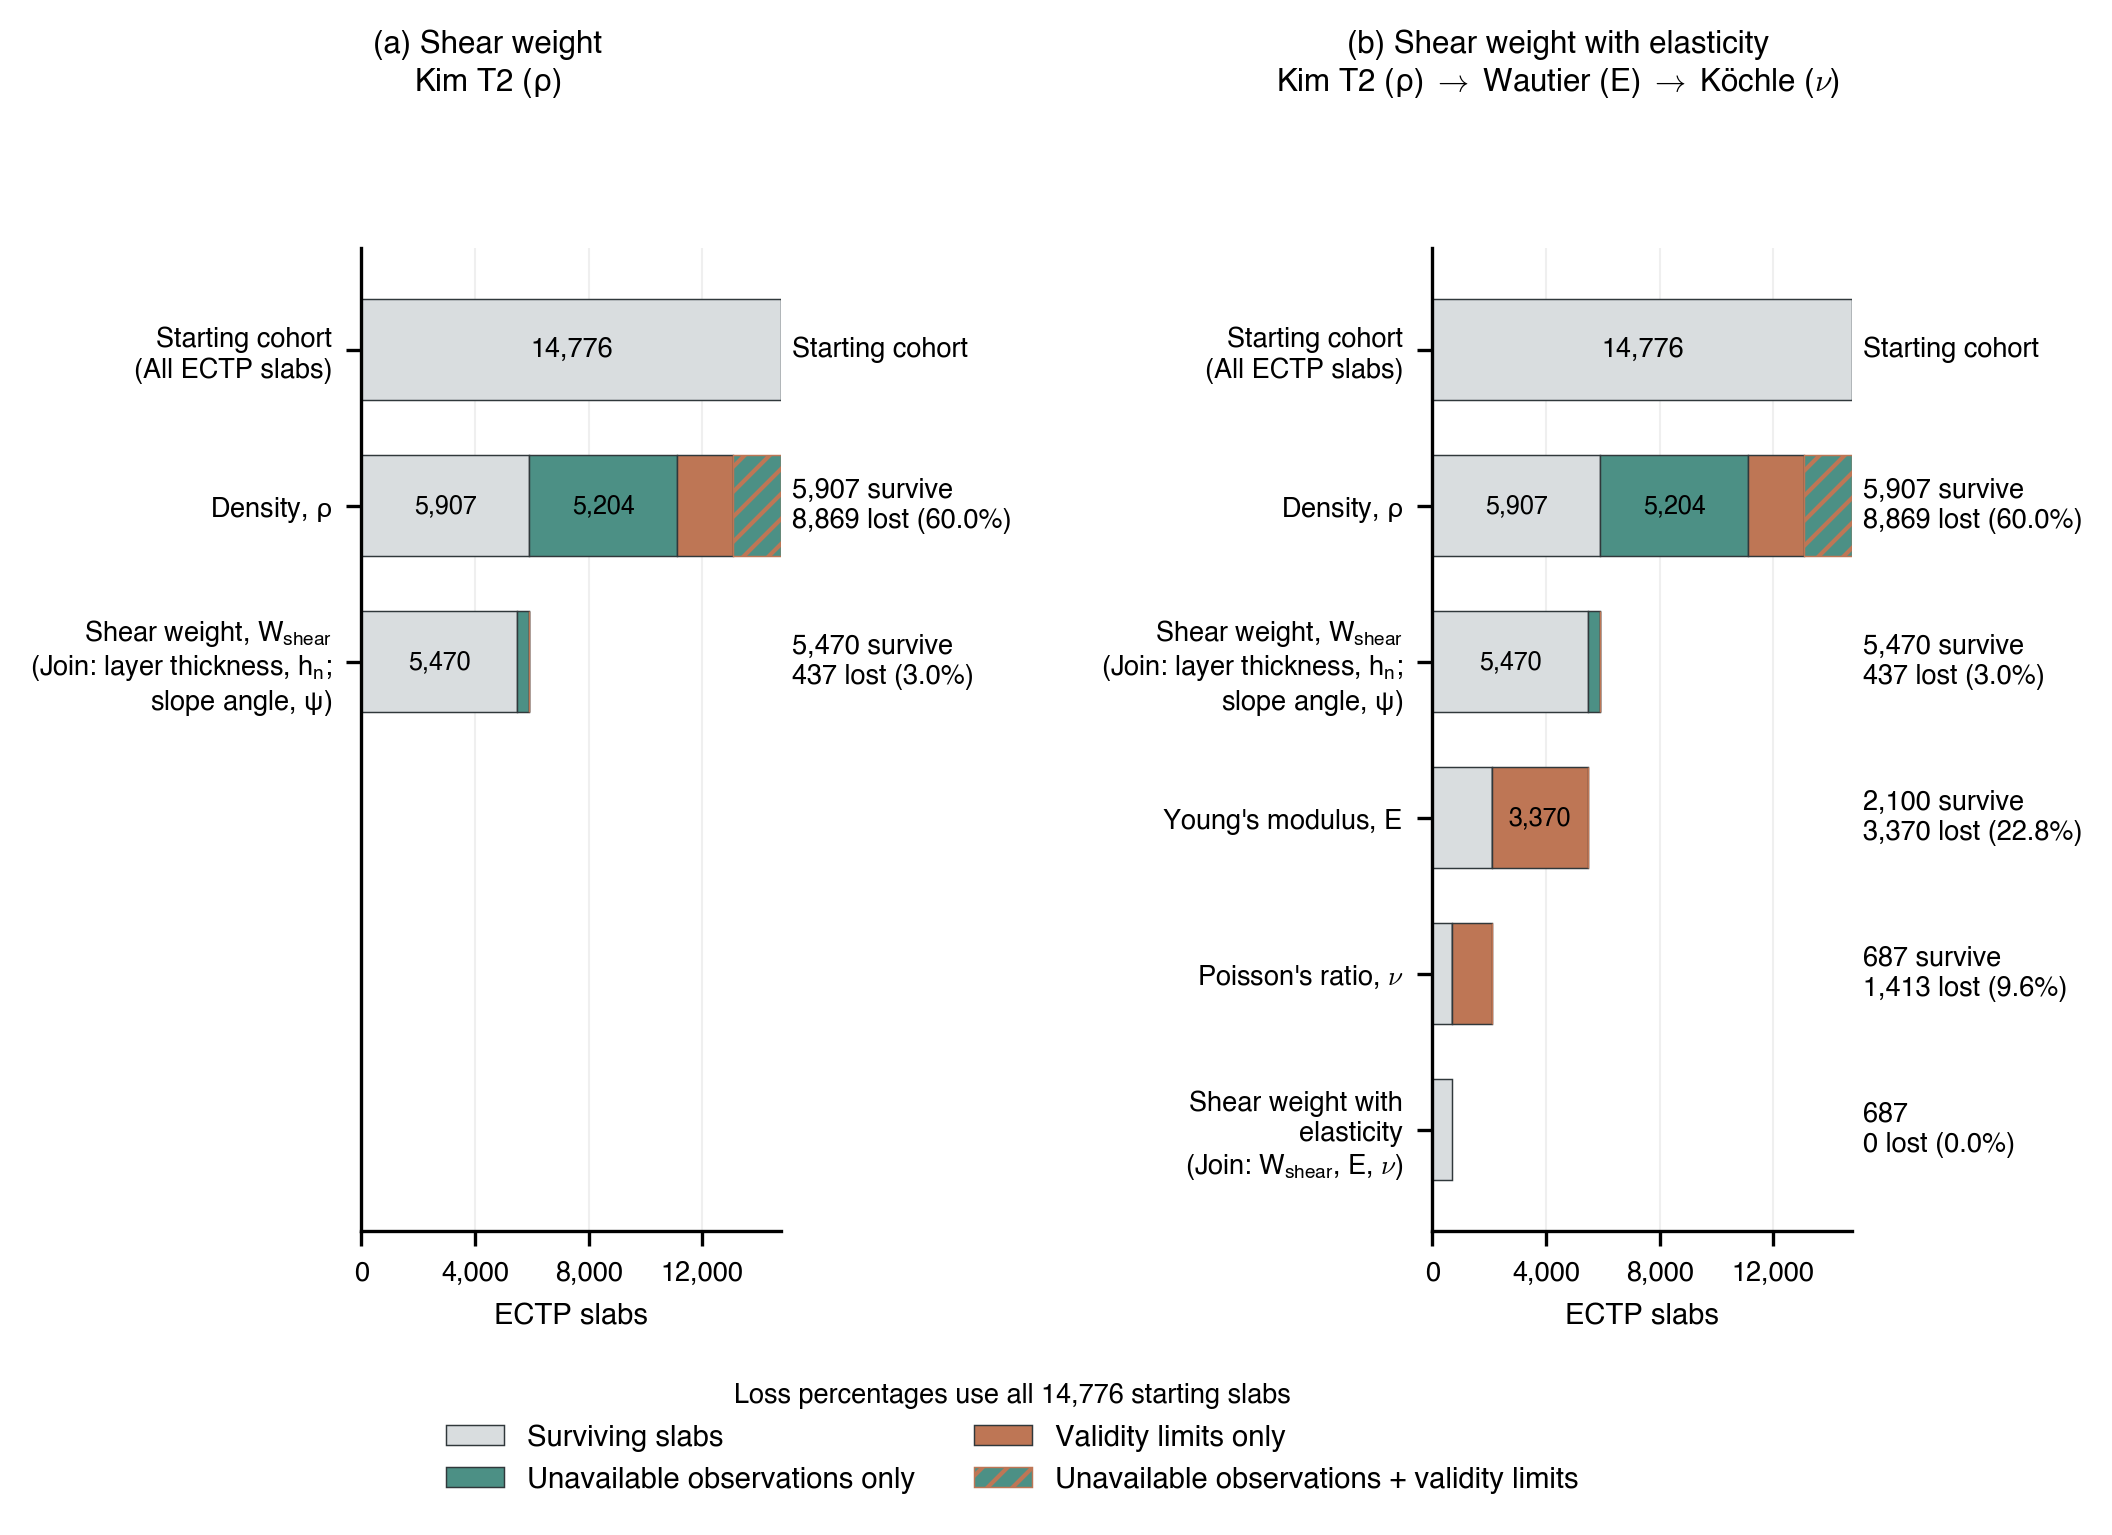 (a) Shear weight
Kim T2 (ρ)
Starting cohort
(All ECTP slabs)
14,776
Starting cohort
Density, ρ
5,907
5,204
5,907 survive
8,869 lost (60.0%)
Shear weight, Wshear
(Join: layer thickness, hn;
slope angle, ψ)
5,470
5,470 survive
437 lost (3.0%)
0
4,000
8,000
12,000
ECTP slabs
(b) Shear weight with elasticity
Kim T2 (ρ) → Wautier (E) → Köchle (ν)
Starting cohort
(All ECTP slabs)
14,776
Starting cohort
Density, ρ
5,907
5,204
5,907 survive
8,869 lost (60.0%)
Shear weight, Wshear
(Join: layer thickness, hn;
slope angle, ψ)
5,470
5,470 survive
437 lost (3.0%)
Young's modulus, E
3,370
2,100 survive
3,370 lost (22.8%)
Poisson's ratio, ν
687 survive
1,413 lost (9.6%)
Shear weight with
elasticity
(Join: Wshear, E, ν)
687
0 lost (0.0%)
0
4,000
8,000
12,000
ECTP slabs
Loss percentages use all 14,776 starting slabs
Surviving slabs
Unavailable observations only
Validity limits only
Unavailable observations + validity limits